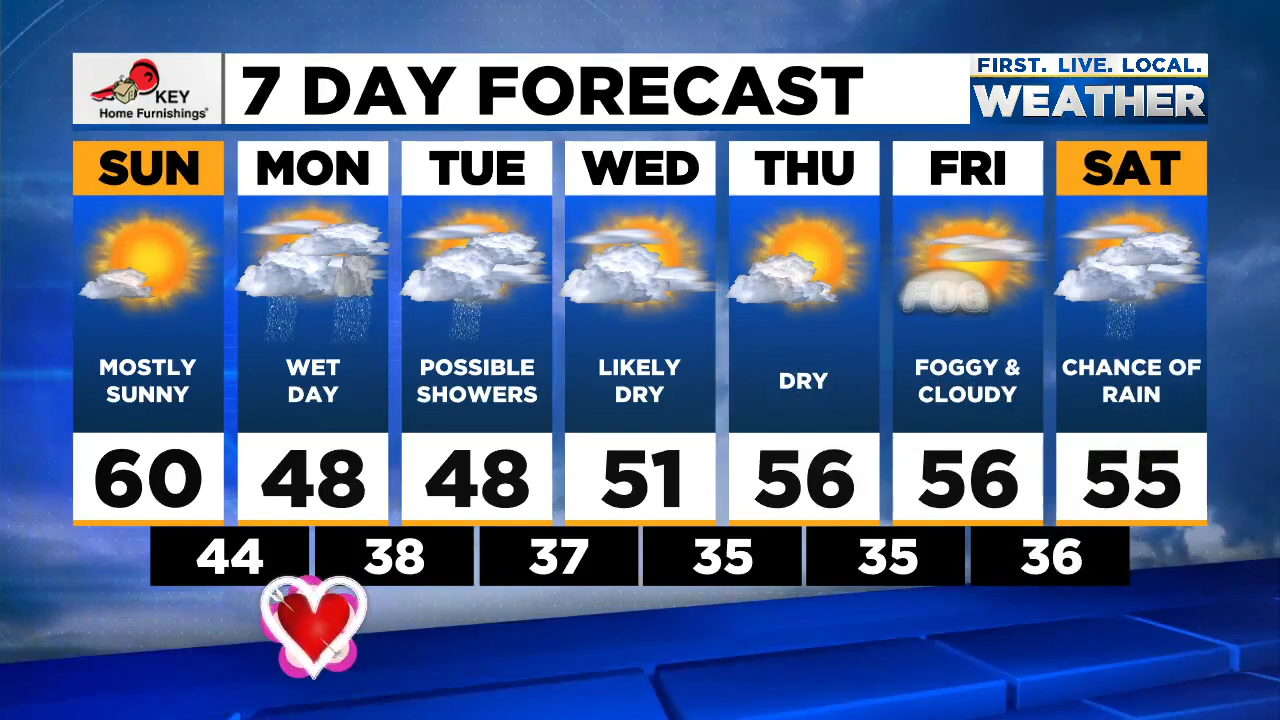 KEY
Home Furnishings®
7 DAY FORECAST
FIRST. LIVE. LOCAL.
WEATHER
SUN
MON
TUE
WED
THU
FRI
SAT
FOG
MOSTLY
SUNNY
WET
DAY
POSSIBLE
SHOWERS
LIKELY
DRY
DRY
FOGGY &
CLOUDY
CHANCE OF
RAIN
60
48
48
51
56
56
55
44
38
37
35
35
36